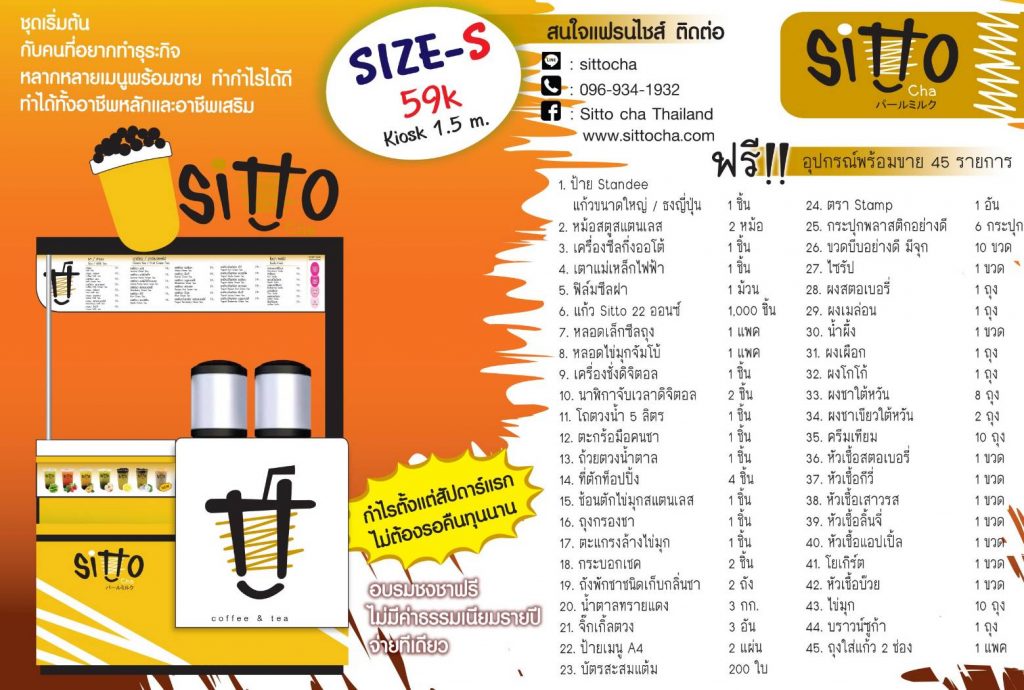 ชุดเริ่มต้น
กับคนที่อยากทำธุระกิจ
หลากหลายเมนูพร้อมขาย ทำกำไรได้ดี
ทำได้ทั้งอาชีพหลักและอาชีพเสริม
SIZE-S
59k
Kiosk 1.5 m.
สนใจแฟรนไชส์ ติดต่อ
LINE : sittocha
: 096-934-1932
: Sitto cha Thailand
www.sittocha.com
sitto
Cha
パールミルク
ฟรี!! อุปกรณ์พร้อมขาย 45 รายการ
1. ป้าย Standee
แก้วขนาดใหญ่ / ธงญี่ปุ่น 1 ชิ้น
2. หม้อสตูสแตนเลส 2 หม้อ
3. เครื่องซีลกึ่งออโต้ 1 ชิ้น
4. เตาแม่เหล็กไฟฟ้า 1 ชิ้น
5. ฟิล์มซีลฝา 1 ม้วน
6. แก้ว Sitto 22 ออนซ์ 1,000 ชิ้น
7. หลอดเล็กซีลถุง 1 แพค
8. หลอดไข่มุกจัมโบ้ 1 แพค
9. เครื่องชั่งดิจิตอล 1 ชิ้น
10. นาฬิกาจับเวลาดิจิตอล 2 ชิ้น
11. โถตวงน้ำ 5 ลิตร 1 ชิ้น
12. ตะกร้อมือคนชา 1 ชิ้น
13. ถ้วยตวงน้ำตาล 1 ชิ้น
14. ที่ตักท็อปปิ้ง 4 ชิ้น
15. ช้อนตักไข่มุกสแตนเลส 1 ชิ้น
16. ถุงกรองชา 1 ชิ้น
17. ตะแกรงล้างไข่มุก 1 ชิ้น
18. กระบอกเชค 2 ชิ้น
19. ถังพักชาชนิดเก็บกลิ่นชา 2 ถัง
20. น้ำตาลทรายแดง 3 กก.
21. จิ๊กเกิ้ลตวง 3 อัน
22. ป้ายเมนู A4 2 แผ่น
23. บัตรสะสมแต้ม 200 ใบ
24. ตรา Stamp 1 อัน
25. กระปุกพลาสติกอย่างดี 6 กระปุก
26. ขวดบีบอย่างดี มีจุก 10 ขวด
27. ไซรัป 1 ขวด
28. ผงสตอเบอรี่ 1 ถุง
29. ผงเมล่อน 1 ถุง
30. น้ำผึ้ง 1 ขวด
31. ผงเผือก 1 ถุง
32. ผงโกโก้ 1 ถุง
33. ผงชาใต้หวัน 8 ถุง
34. ผงชาเขียวใต้หวัน 2 ถุง
35. ครีมเทียม 10 ถุง
36. หัวเชื้อสตอเบอรี่ 1 ขวด
37. หัวเชื้อกีวี่ 1 ขวด
38. หัวเชื้อเสาวรส 1 ขวด
39. หัวเชื้อลิ้นจี่ 1 ขวด
40. หัวเชื้อแอปเปิ้ล 1 ขวด
41. โยเกิร์ต 1 ขวด
42. หัวเชื้อบ๊วย 1 ขวด
43. ไข่มุก 10 ถุง
44. บราวน์ชูก้า 1 ถุง
45. ถุงใส่แก้ว 2 ช่อง 1 แพค
sitto
กำไรตั้งแต่สัปดาร์แรก
ไม่ต้องรอคืนทุนนาน
sitto
Cha
パールミルク
coffee & tea
อบรมชงชาฟรี
ไม่มีค่าธรรมเนียมรายปี
จ่ายทีเดียว